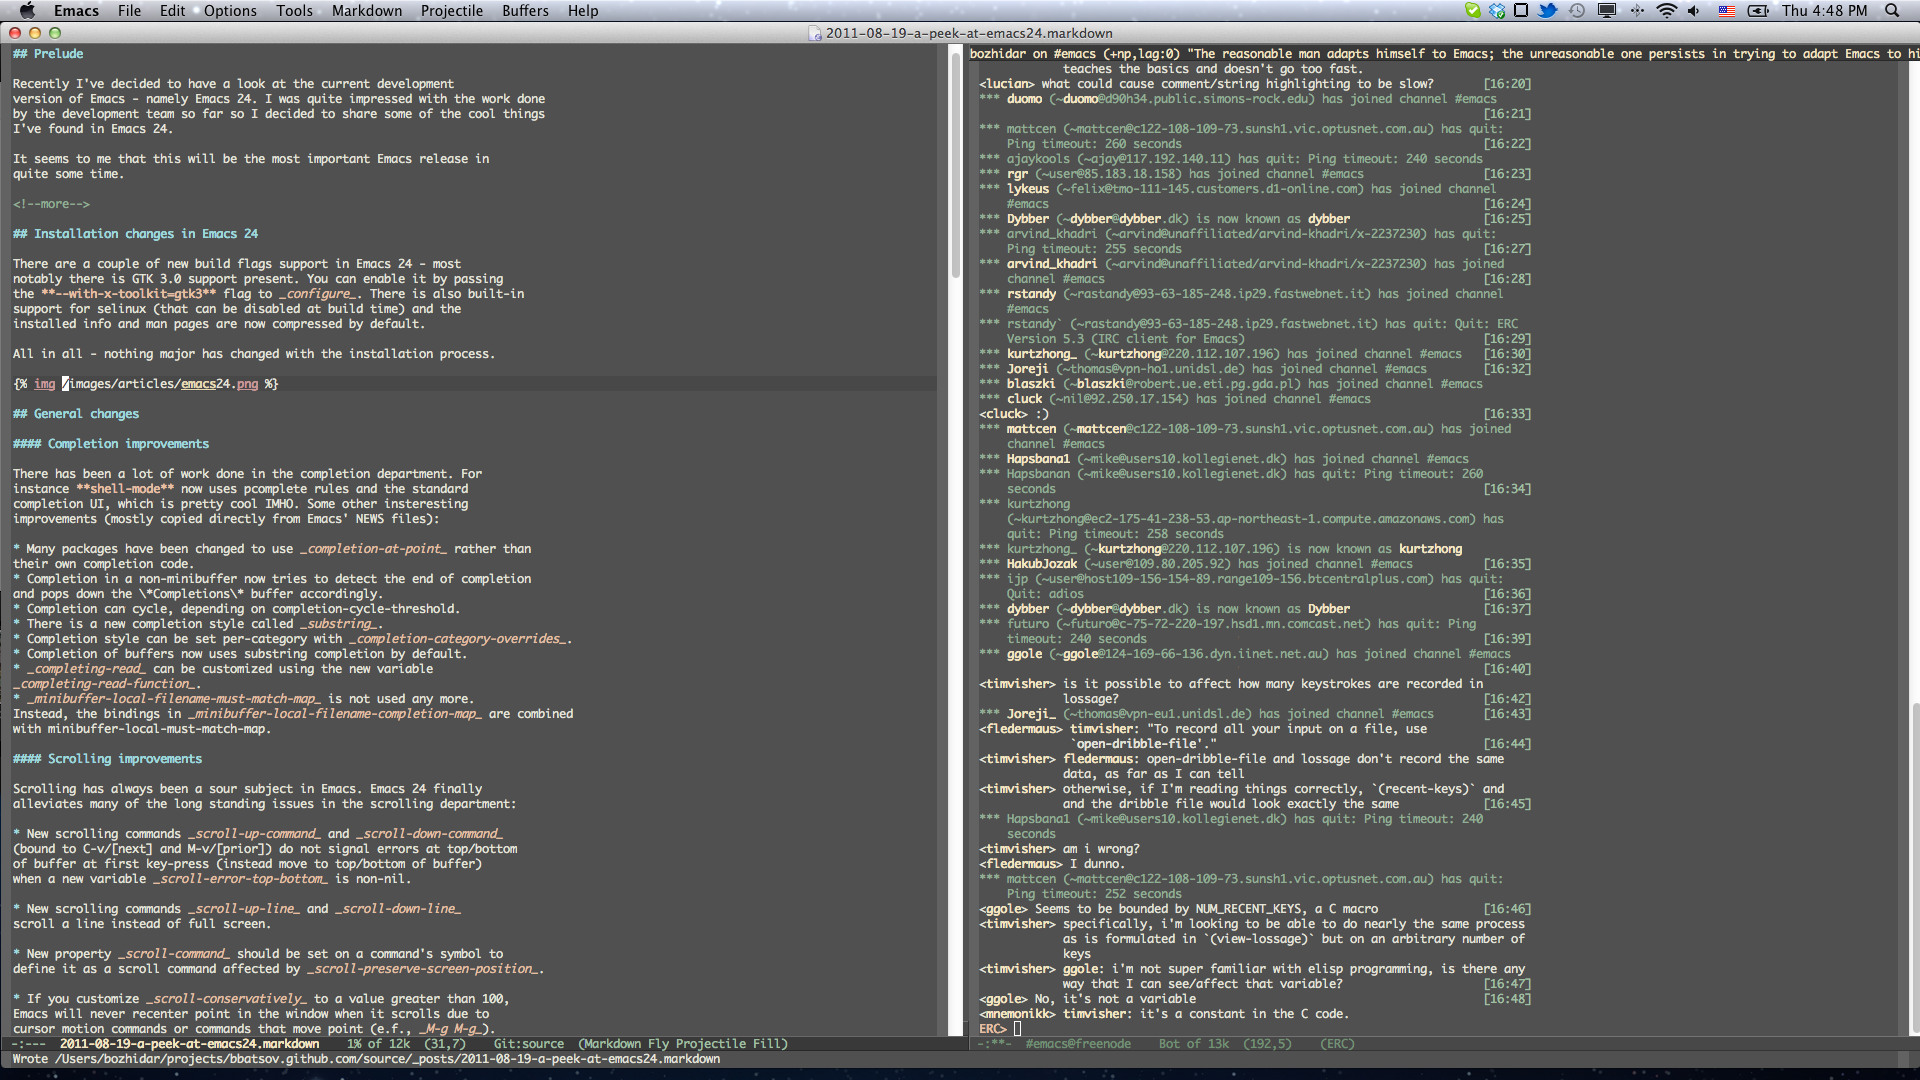 Emacs File Edit Options Tools Markdown Projectile Buffers Help Thu 4:48 PM
2011-08-19-a-peek-at-emacs24.markdown
## Prelude
Recently I've decided to have a look at the current development
version of Emacs - namely Emacs 24. I was quite impressed with the work done
by the development team so far so I decided to share some of the cool things
I've found in Emacs 24.
It seems to me that this will be the most important Emacs release in
quite some time.
<!--more-->
## Installation changes in Emacs 24
There are a couple of new build flags support in Emacs 24 - most
notably there is GTK 3.0 support present. You can enable it by passing
the **--with-x-toolkit=gtk3** flag to _configure_. There is also built-in
support for selinux (that can be disabled at build time) and the
installed info and man pages are now compressed by default.
All in all - nothing major has changed with the installation process.
{% img /images/articles/emacs24.png %}
## General changes
#### Completion improvements
There has been a lot of work done in the completion department. For
instance **shell-mode** now uses pcomplete rules and the standard
completion UI, which is pretty cool IMHO. Some other insteresting
improvements (mostly copied directly from Emacs' NEWS files):
* Many packages have been changed to use _completion-at-point_ rather than
their own completion code.
* Completion in a non-minibuffer now tries to detect the end of completion
and pops down the \*Completions\* buffer accordingly.
* Completion can cycle, depending on completion-cycle-threshold.
* There is a new completion style called _substring_.
* Completion style can be set per-category with _completion-category-overrides_.
* Completion of buffers now uses substring completion by default.
* _completing-read_ can be customized using the new variable
_completing-read-function_.
* _minibuffer-local-filename-must-match-map_ is not used any more.
Instead, the bindings in _minibuffer-local-filename-completion-map_ are combined
with minibuffer-local-must-match-map.
#### Scrolling improvements
Scrolling has always been a sour subject in Emacs. Emacs 24 finally
alleviates many of the long standing issues in the scrolling department:
* New scrolling commands _scroll-up-command_ and _scroll-down-command_
(bound to C-v/[next] and M-v/[prior]) do not signal errors at top/bottom
of buffer at first key-press (instead move to top/bottom of buffer)
when a new variable _scroll-error-top-bottom_ is non-nil.
* New scrolling commands _scroll-up-line_ and _scroll-down-line_
scroll a line instead of full screen.
* New property _scroll-command_ should be set on a command's symbol to
define it as a scroll command affected by _scroll-preserve-screen-position_.
* If you customize _scroll-conservatively_ to a value greater than 100,
Emacs will never recenter point in the window when it scrolls due to
cursor motion commands or commands that move point (e.f., _M-g M-g_).
-:--- 2011-08-19-a-peek-at-emacs24.markdown 1% of 12k (31,7) Git:source (Markdown Fly Projectile Fill)
bozhidar on #emacs (+np,lag:0) "The reasonable man adapts himself to Emacs; the unreasonable one persists in trying to adapt Emacs to hi
teaches the basics and doesn't go too fast.
<lucian> what could cause comment/string highlighting to be slow? [16:20]
*** duomo (~duomo@d90h34.public.simons-rock.edu) has joined channel #emacs
[16:21]
*** mattcen (~mattcen@c122-108-109-73.sunsh1.vic.optusnet.com.au) has quit:
Ping timeout: 260 seconds [16:22]
*** ajaykools (~ajay@117.192.140.11) has quit: Ping timeout: 240 seconds
*** rgr (~user@85.183.18.158) has joined channel #emacs [16:23]
*** lykeus (~felix@tmo-111-145.customers.d1-online.com) has joined channel
#emacs [16:24]
*** Dybber (~dybber@dybber.dk) is now known as dybber [16:25]
*** arvind_khadri (~arvind@unaffiliated/arvind-khadri/x-2237230) has quit:
Ping timeout: 255 seconds [16:27]
*** arvind_khadri (~arvind@unaffiliated/arvind-khadri/x-2237230) has joined
channel #emacs [16:28]
*** rstandy (~rastandy@93-63-185-248.ip29.fastwebnet.it) has joined channel
#emacs
*** rstandy` (~rastandy@93-63-185-248.ip29.fastwebnet.it) has quit: Quit: ERC
Version 5.3 (IRC client for Emacs) [16:29]
*** kurtzhong_ (~kurtzhong@220.112.107.196) has joined channel #emacs [16:30]
*** Joreji (~thomas@vpn-ho1.unidsl.de) has joined channel #emacs [16:32]
*** blaszki (~blaszki@robert.ue.eti.pg.gda.pl) has joined channel #emacs
*** cluck (~nil@92.250.17.154) has joined channel #emacs
<cluck> :) [16:33]
*** mattcen (~mattcen@c122-108-109-73.sunsh1.vic.optusnet.com.au) has joined
channel #emacs
*** Hapsbana1 (~mike@users10.kollegienet.dk) has joined channel #emacs
*** Hapsbanan (~mike@users10.kollegienet.dk) has quit: Ping timeout: 260
seconds [16:34]
*** kurtzhong
(~kurtzhong@ec2-175-41-238-53.ap-northeast-1.compute.amazonaws.com) has
quit: Ping timeout: 258 seconds
*** kurtzhong_ (~kurtzhong@220.112.107.196) is now known as kurtzhong
*** HakubJozak (~user@109.80.205.92) has joined channel #emacs [16:35]
*** ijp (~user@host109-156-154-89.range109-156.btcentralplus.com) has quit:
Quit: adios [16:36]
*** dybber (~dybber@dybber.dk) is now known as Dybber [16:37]
*** futuro (~futuro@c-75-72-220-197.hsd1.mn.comcast.net) has quit: Ping
timeout: 240 seconds [16:39]
*** ggole (~ggole@124-169-66-136.dyn.iinet.net.au) has joined channel #emacs
[16:40]
<timvisher> is it possible to affect how many keystrokes are recorded in
lossage? [16:42]
*** Joreji_ (~thomas@vpn-eu1.unidsl.de) has joined channel #emacs [16:43]
<fledermaus> timvisher: "To record all your input on a file, use
`open-dribble-file'." [16:44]
<timvisher> fledermaus: open-dribble-file and lossage don't record the same
data, as far as I can tell
<timvisher> otherwise, if I'm reading things correctly, `(recent-keys)` and
and the dribble file would look exactly the same [16:45]
*** Hapsbana1 (~mike@users10.kollegienet.dk) has quit: Ping timeout: 240
seconds
<timvisher> am i wrong?
<fledermaus> I dunno.
*** mattcen (~mattcen@c122-108-109-73.sunsh1.vic.optusnet.com.au) has quit:
Ping timeout: 252 seconds
<ggole> Seems to be bounded by NUM_RECENT_KEYS, a C macro [16:46]
<timvisher> specifically, i'm looking to be able to do nearly the same process
as is formulated in `(view-lossage)` but on an arbitrary number of
keys
<timvisher> ggole: i'm not super familiar with elisp programming, is there any
way that I can see/affect that variable? [16:47]
<ggole> No, it's not a variable [16:48]
<mnemonikk> timvisher: it's a constant in the C code.
ERC>
-:**- #emacs@freenode Bot of 13k (192,5) (ERC)
Wrote /Users/bozhidar/projects/bbatsov.github.com/source/_posts/2011-08-19-a-peek-at-emacs24.markdown